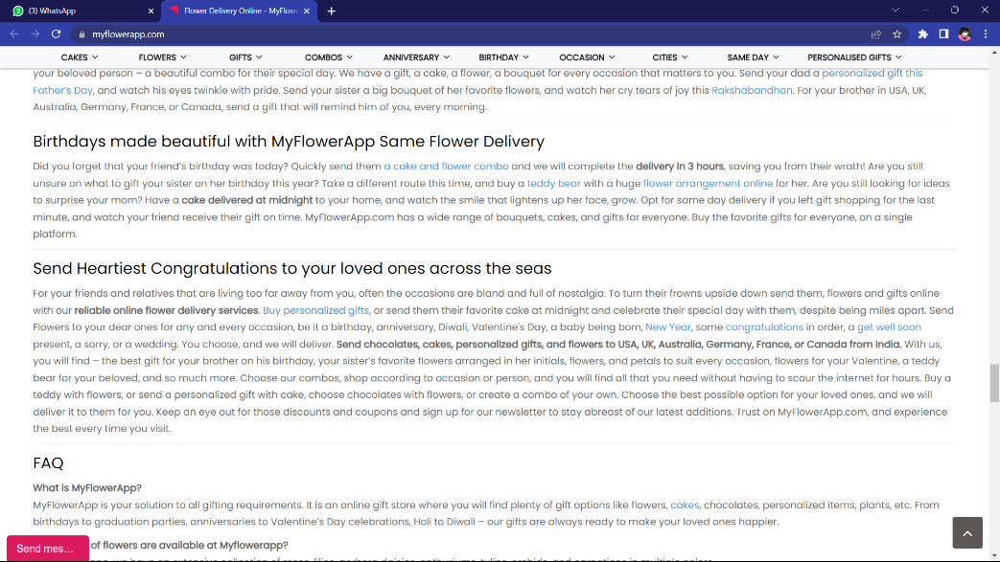 (3) WhatsApp
Flower Delivery Online - MyFlow
myflowerapp.com
CAKES FLOWERS GIFTS COMBOS ANNIVERSARY BIRTHDAY OCCASION CITIES SAME DAY PERSONALISED GIFTS
your beloved person – a beautiful combo for their special day. We have a gift, a cake, a flower, a bouquet for every occasion that matters to you. Send your dad a personalized gift this
Father's Day, and watch his eyes twinkle with pride. Send your sister a big bouquet of her favorite flowers, and watch her cry tears of joy this Rakshabandhan. For your brother in USA, UK,
Australia, Germany, France, or Canada, send a gift that will remind him of you, every morning.
Birthdays made beautiful with MyFlowerApp Same Flower Delivery
Did you forget that your friend's birthday was today? Quickly send them a cake and flower combo and we will complete the delivery in 3 hours, saving you from their wrath! Are you still
unsure on what to gift your sister on her birthday this year? Take a different route this time, and buy a teddy bear with a huge flower arrangement online for her. Are you still looking for ideas
to surprise your mom? Have a cake delivered at midnight to your home, and watch the smile that lightens up her face, grow. Opt for same day delivery if you left gift shopping for the last
minute, and watch your friend receive their gift on time. MyFlowerApp.com has a wide range of bouquets, cakes, and gifts for everyone. Buy the favorite gifts for everyone, on a single
platform.
Send Heartiest Congratulations to your loved ones across the seas
For your friends and relatives that are living too far away from you, often the occasions are bland and full of nostalgia. To turn their frowns upside down send them, flowers and gifts online
with our reliable online flower delivery services. Buy personalized gifts, or send them their favorite cake at midnight and celebrate their special day with them, despite being miles apart. Send
Flowers to your dear ones for any and every occasion, be it a birthday, anniversary, Diwali, Valentine's Day, a baby being born, New Year, some congratulations in order, a get well soon
present, a sorry, or a wedding. You choose, and we will deliver. Send chocolates, cakes, personalized gifts, and flowers to USA, UK, Australia, Germany, France, or Canada from India. With us,
you will find – the best gift for your brother on his birthday, your sister's favorite flowers arranged in her initials, flowers, and petals to suit every occasion, flowers for your Valentine, a teddy
bear for your beloved, and so much more. Choose our combos, shop according to occasion or person, and you will find all that you need without having to scour the internet for hours. Buy a
teddy with flowers, or send a personalized gift with cake, choose chocolates with flowers, or create a combo of your own. Choose the best possible option for your loved ones, and we will
deliver it to them for you. Keep an eye out for those discounts and coupons and sign up for our newsletter to stay abreast of our latest additions. Trust on MyFlowerApp.com, and experience
the best every time you visit.
FAQ
What is MyFlowerApp?
MyFlowerApp is your solution to all gifting requirements. It is an online gift store where you will find plenty of gift options like flowers, cakes, chocolates, personalized items, plants, etc. From
birthdays to graduation parties, anniversaries to Valentine's Day celebrations, Holi to Diwali – our gifts are always ready to make your loved ones happier.
Send mes...
of flowers are available at Myflowerapp?